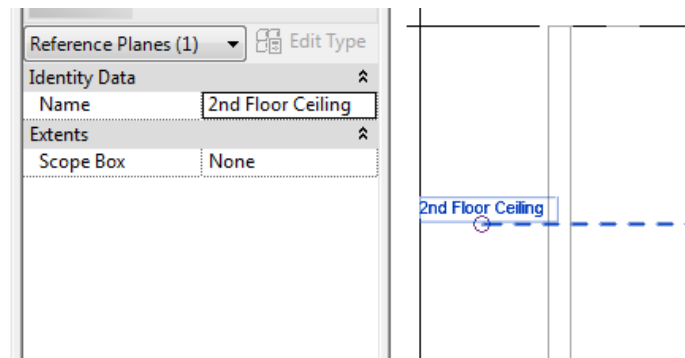 Reference Planes (1) Edit Type
Identity Data
Name 2nd Floor Ceiling
Extents
Scope Box None
2nd Floor Ceiling